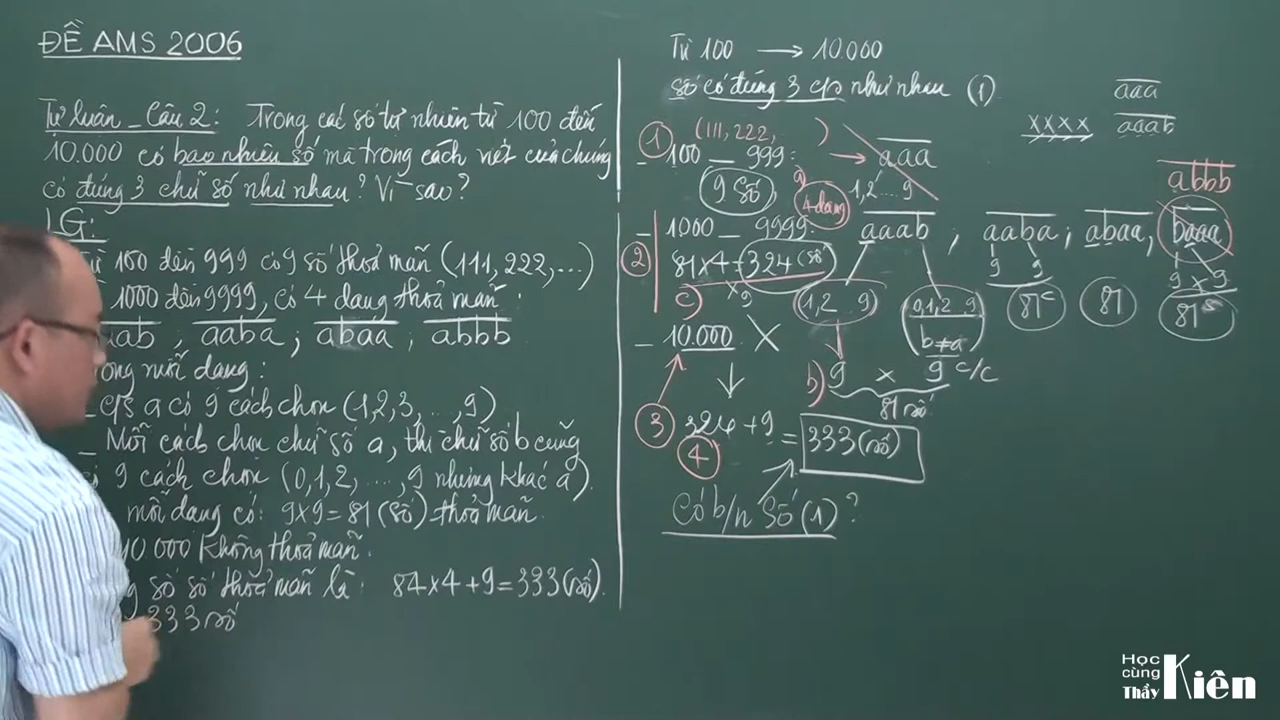 ĐỀ AMS 2006
Tự luận - Câu 2: Trong các số tự nhiên từ 100 đến
10.000 có bao nhiêu số mà trong cách viết của chúng
có đúng 3 chữ số như nhau? Vì sao?
LG:
100 đến 999 có 9 số thoả mãn (111,222,...)
1000 đến 9999, có 4 dạng thoả mãn:
aab ; aaba ; abaa ; abbb
ong mỗi dạng:
- c/s a có 9 cách chọn (1,2,3,...,9)
- Mỗi cách chọn chữ số a, thì chữ số b cũng
9 cách chọn (0,1,2,...,9 nhưng khác a).
mỗi dạng có: 9x9=81 (số) thoả mãn.
10 000 không thoả mãn.
số số thoả mãn là: 84x4+9=333 (số).
333 số
Từ 100 → 10.000
số có đúng 3 c/s như nhau (1)
aaa
xxxx aaab
1 (111,222, )
- 100 _ 999: → aaa
9 số 1,2...9
4 dạng
abbb
- 1000 _ 9999: aaab ; aaba ; abaa, baaa
2 81x4=324 (số)
9 9
9 x 9
c) (1,2..9) 0,1,2..9 81 81 81
b≠a
- 10.000 X
b) 9 x 9 c/c
81 số
3 324+9 = 333 (số)
4
Có b/n số (1)?
Học
cùng
Thầy Kiên